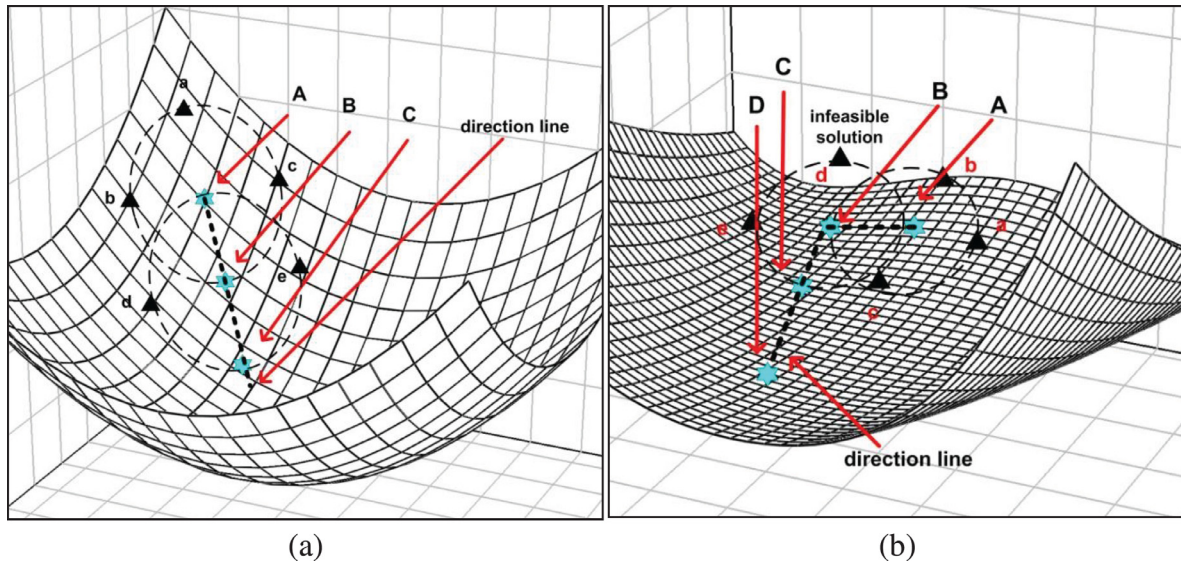 a
A
B
C
direction line
c
b
e
d
(a)
C
D
B
A
infeasible
solution
d
b
e
a
c
direction line
(b)